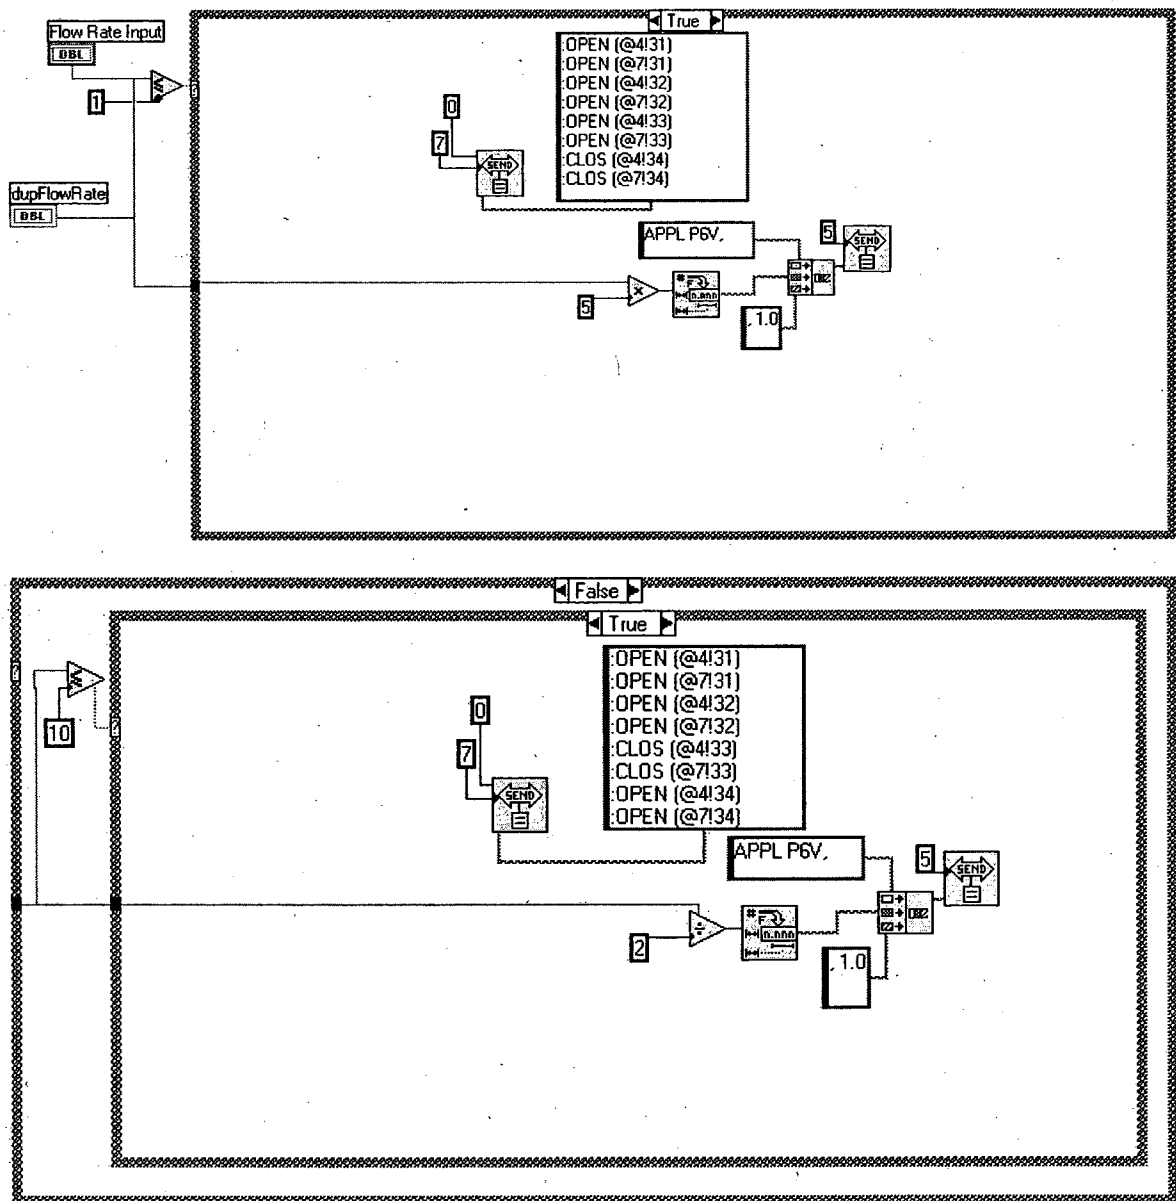 True
Flow Rate Input
DBL
1
:OPEN (@4!31)
:OPEN (@7!31)
:OPEN (@4!32)
:OPEN (@7!32)
:OPEN (@4!33)
:OPEN (@7!33)
:CLOS (@4!34)
:CLOS (@7!34)
0
7
SEND
dupFlowRate
DBL
APPL P6V,
5
SEND
5
#
F
n.nnn
, 1.0
False
True
10
:OPEN (@4!31)
:OPEN (@7!31)
:OPEN (@4!32)
:OPEN (@7!32)
:CLOS (@4!33)
:CLOS (@7!33)
:OPEN (@4!34)
:OPEN (@7!34)
0
7
SEND
APPL P6V,
5
SEND
2
#
F
n.nnn
, 1.0